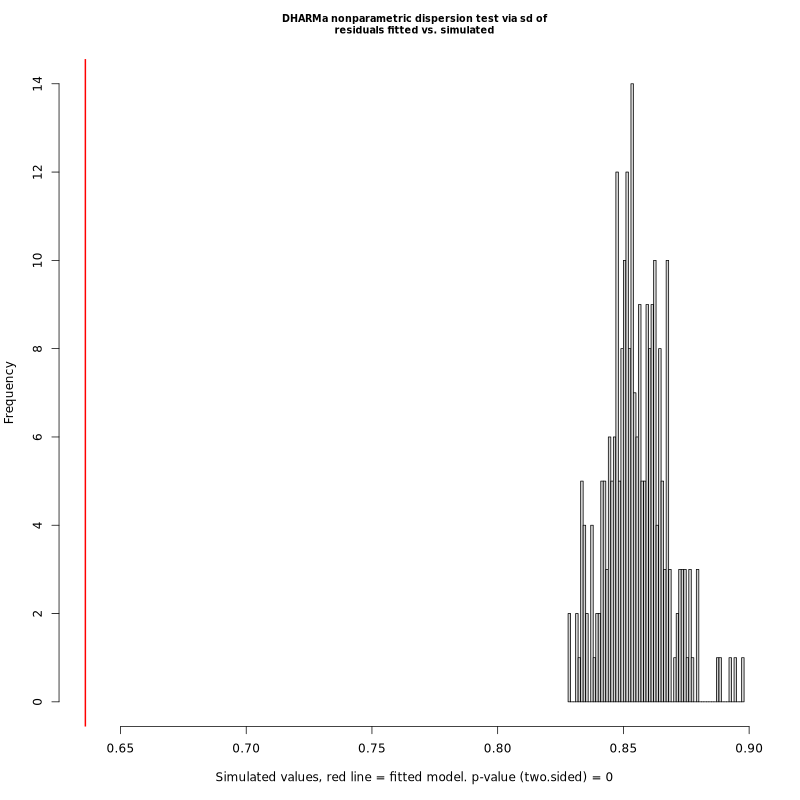 DHARMa nonparametric dispersion test via sd of
residuals fitted vs. simulated
14
12
10
8
6
4
2
0
Frequency
0.65 0.70 0.75 0.80 0.85 0.90
Simulated values, red line = fitted model. p-value (two.sided) = 0